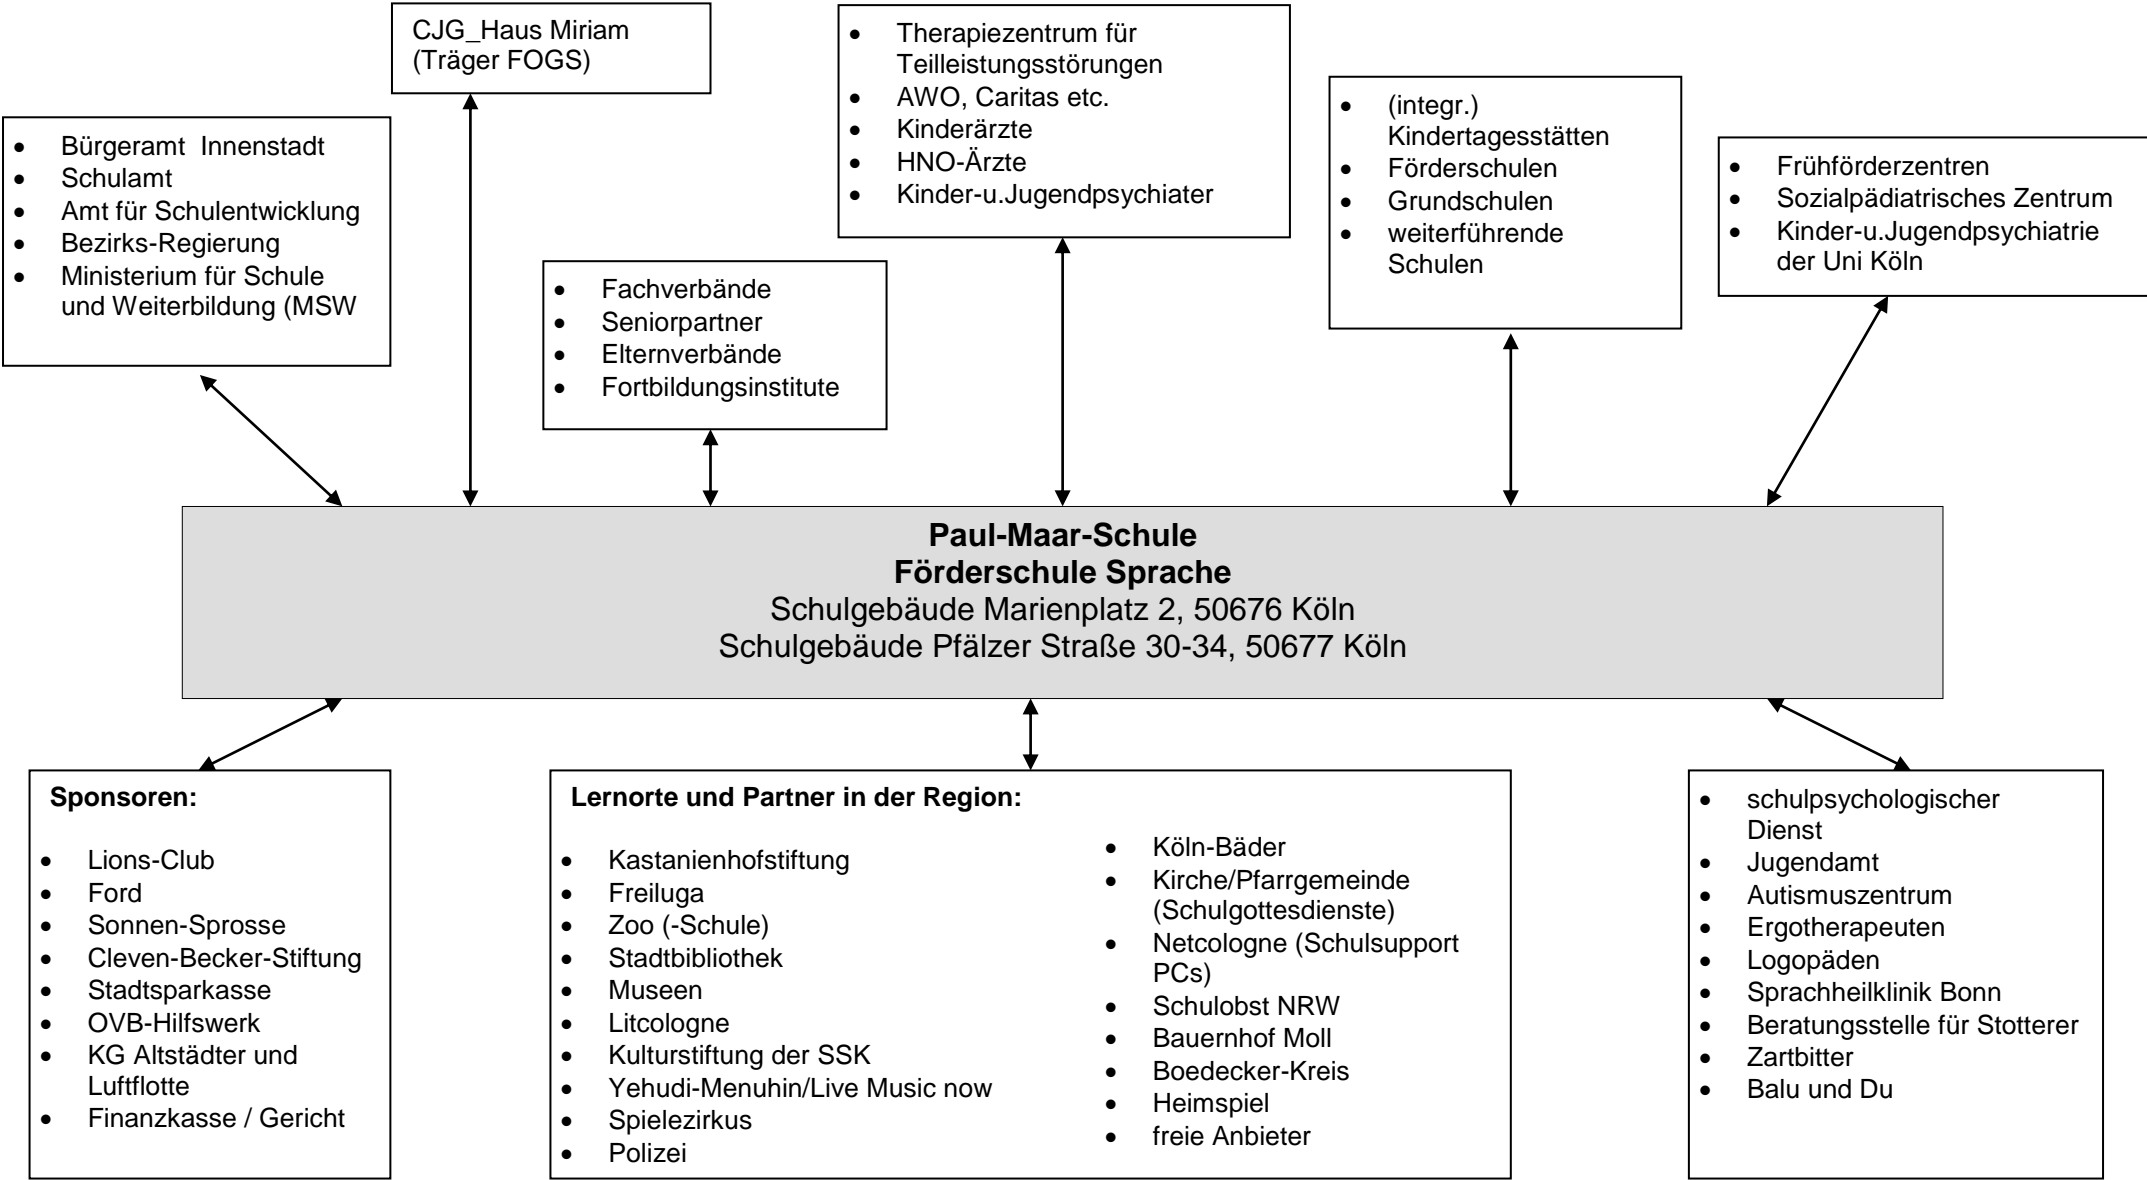 CJG_Haus Miriam
(Träger FOGS)
• Therapiezentrum für
Teilleistungsstörungen
• AWO, Caritas etc.
• Kinderärzte
• HNO-Ärzte
• Kinder-u.Jugendpsychiater
• (integr.)
Kindertagesstätten
• Förderschulen
• Grundschulen
• weiterführende
Schulen
• Bürgeramt  Innenstadt
• Schulamt
• Amt für Schulentwicklung
• Bezirks-Regierung
• Ministerium für Schule
und Weiterbildung (MSW
• Frühförderzentren
• Sozialpädiatrisches Zentrum
• Kinder-u.Jugendpsychiatrie
der Uni Köln
• Fachverbände
• Seniorpartner
• Elternverbände
• Fortbildungsinstitute
Paul-Maar-Schule
Förderschule Sprache
Schulgebäude Marienplatz 2, 50676 Köln
Schulgebäude Pfälzer Straße 30-34, 50677 Köln
Sponsoren:
• Lions-Club
• Ford
• Sonnen-Sprosse
• Cleven-Becker-Stiftung
• Stadtsparkasse
• OVB-Hilfswerk
• KG Altstädter und
Luftflotte
• Finanzkasse / Gericht
Lernorte und Partner in der Region:
• Kastanienhofstiftung
• Freiluga
• Zoo (-Schule)
• Stadtbibliothek
• Museen
• Litcologne
• Kulturstiftung der SSK
• Yehudi-Menuhin/Live Music now
• Spielezirkus
• Polizei
• Köln-Bäder
• Kirche/Pfarrgemeinde
(Schulgottesdienste)
• Netcologne (Schulsupport
PCs)
• Schulobst NRW
• Bauernhof Moll
• Boedecker-Kreis
• Heimspiel
• freie Anbieter
• schulpsychologischer
Dienst
• Jugendamt
• Autismuszentrum
• Ergotherapeuten
• Logopäden
• Sprachheilklinik Bonn
• Beratungsstelle für Stotterer
• Zartbitter
• Balu und Du